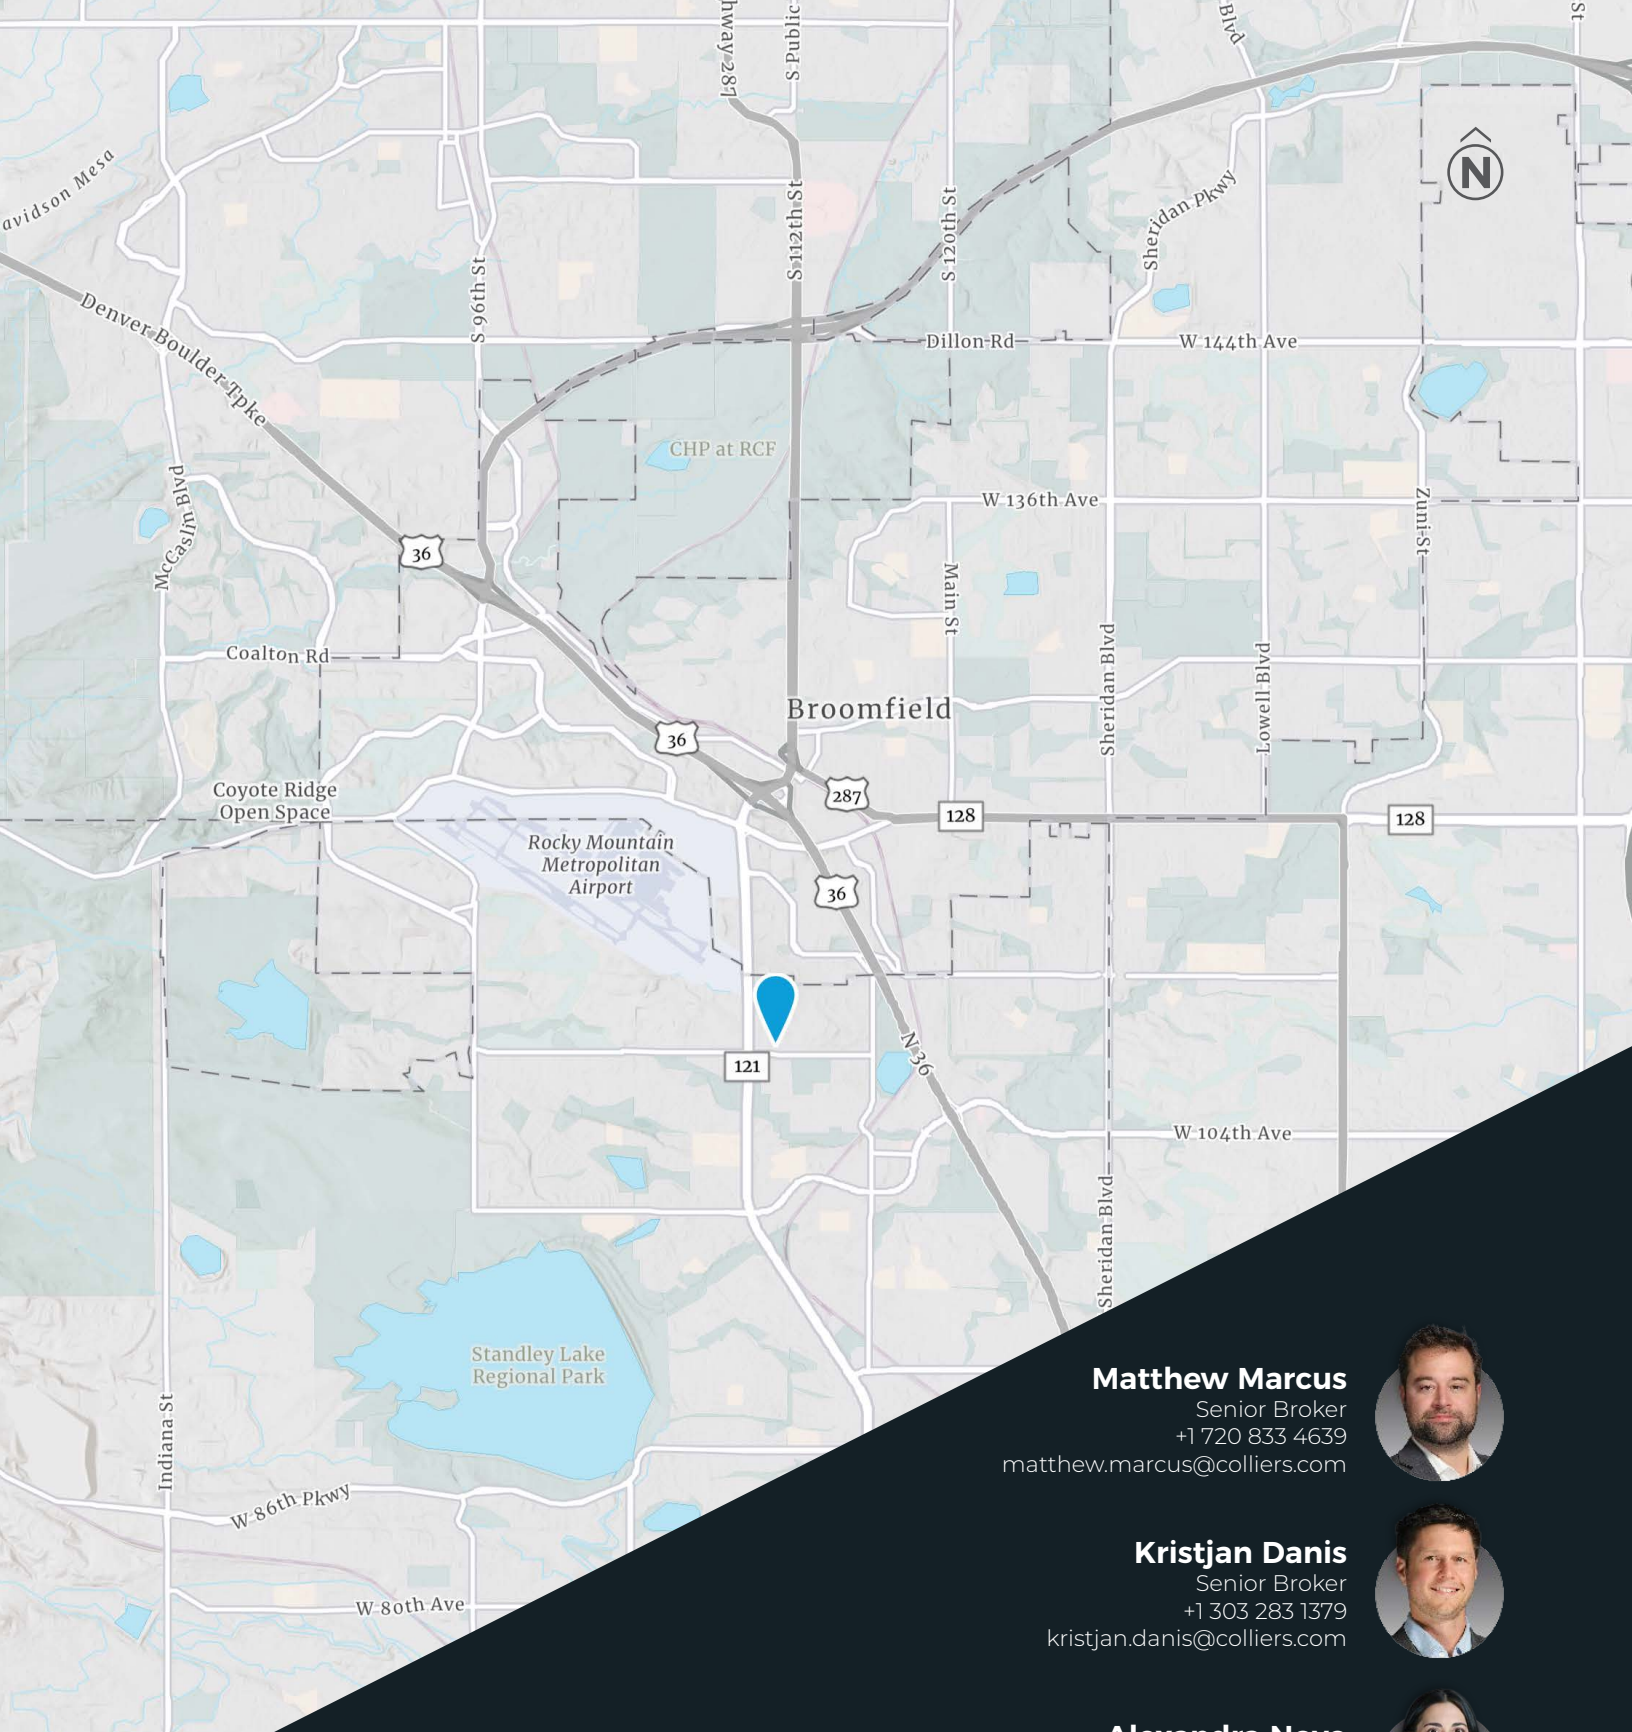 hway 287
S Public
Blvd
St
N
avidson Mesa
S 112th St
S 120th St
Sheridan Pkwy
S 96th St
Denver Boulder Tpke
Dillon Rd
W 144th Ave
CHP at RCF
McCaslin Blvd
W 136th Ave
Zuni St
36
Main St
Coalton Rd
Sheridan Blvd
Lowell Blvd
Broomfield
36
287
128
128
Coyote Ridge
Open Space
Rocky Mountain
Metropolitan
Airport
36
N 36
121
W 104th Ave
Sheridan Blvd
Standley Lake
Regional Park
Indiana St
W 86th Pkwy
W 80th Ave
Matthew Marcus
Senior Broker
+1 720 833 4639
matthew.marcus@colliers.com
Kristjan Danis
Senior Broker
+1 303 283 1379
kristjan.danis@colliers.com